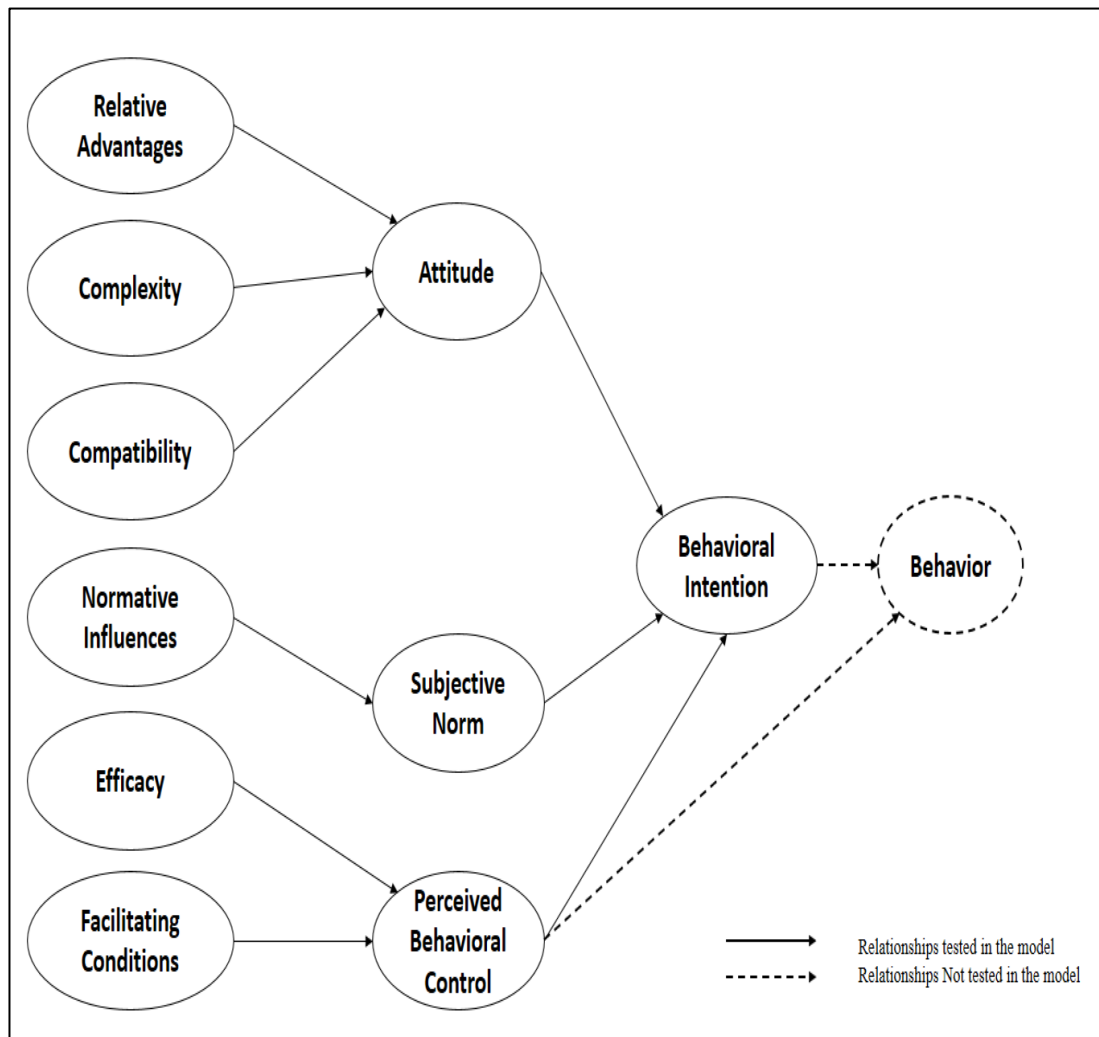 Relative
Advantages
Complexity
Attitude
Compatibility
Normative
Influences
Behavioral
Intention
Behavior
Subjective
Norm
Efficacy
Facilitating
Conditions
Perceived
Behavioral
Control
Relationships tested in the model
Relationships Not tested in the model